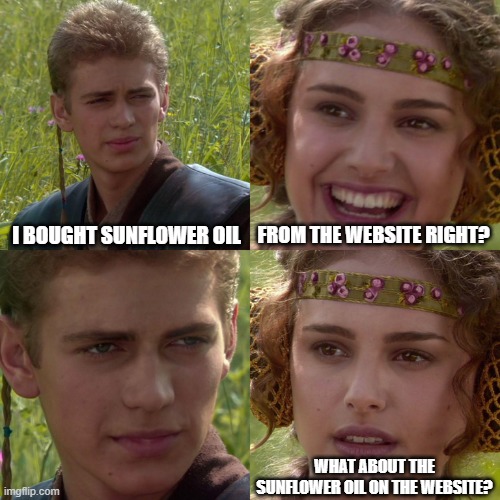 I BOUGHT SUNFLOWER OIL
FROM THE WEBSITE RIGHT?
WHAT ABOUT THE
SUNFLOWER OIL ON THE WEBSITE?
imgflip.com